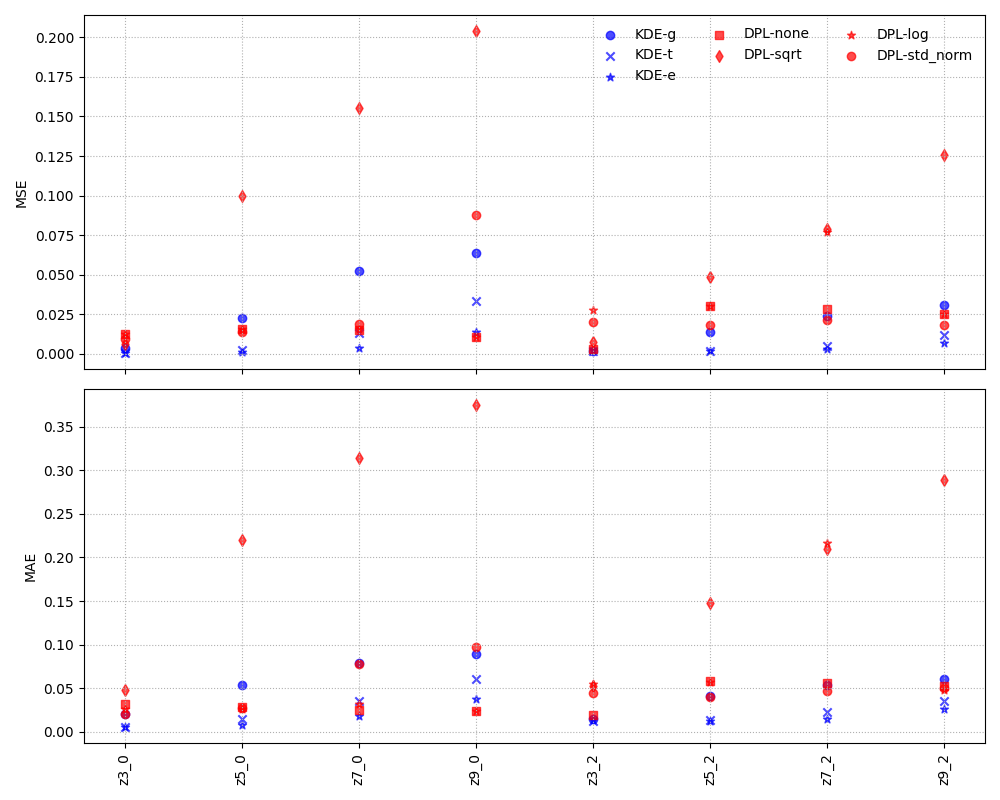 KDE-g
KDE-t
KDE-e
DPL-none
DPL-sqrt
DPL-log
DPL-std_norm
MSE
0.200
0.175
0.150
0.125
0.100
0.075
0.050
0.025
0.000
MAE
0.35
0.30
0.25
0.20
0.15
0.10
0.05
0.00
z3_0
z5_0
z7_0
z9_0
z3_2
z5_2
z7_2
z9_2